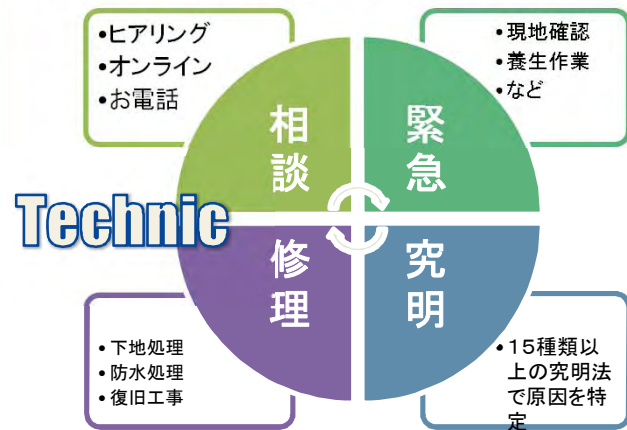 •ヒアリング
•オンライン
•お電話
•現地確認
•養生作業
•など
相談
緊急
Technic
修理
究明
•下地処理
•防水処理
•復旧工事
•15種類以
上の究明法
で原因を特
定